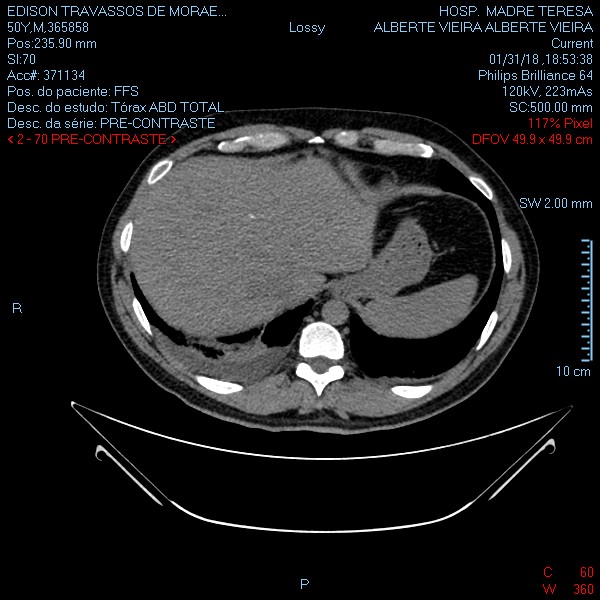 EDISON TRAVASSOS DE MORAE...
50Y,M,365858
Pos:235.90 mm
SI:70
Acc#: 371134
Pos. do paciente: FFS
Desc. do estudo: Tórax ABD TOTAL
Desc. da série: PRE-CONTRASTE
< 2 - 70 PRE-CONTRASTE >
Lossy
HOSP. MADRE TERESA
ALBERTE VIEIRA ALBERTE VIEIRA
Current
01/31/18 ,18:53:38
Philips Brilliance 64
120kV, 223mAs
SC:500.00 mm
117% Pixel
DFOV 49.9 x 49.9 cm
SW 2.00 mm
R
10 cm
P
C 60
W 360